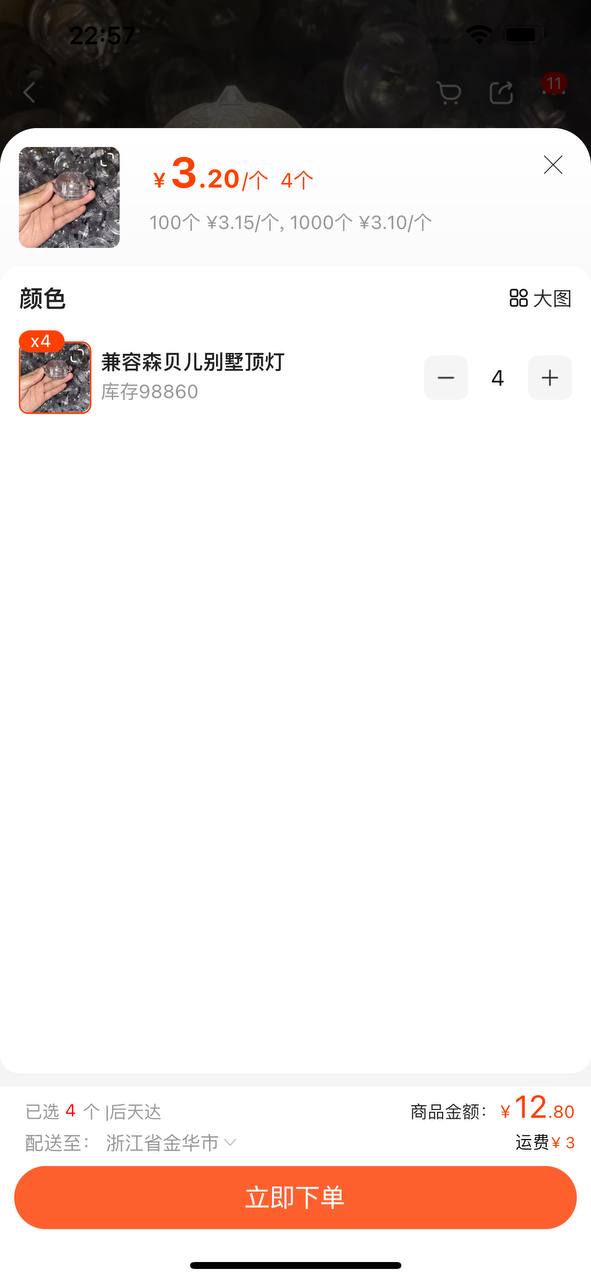 22:57
11
¥3.20/个 4个
100个 ¥3.15/个, 1000个 ¥3.10/个
颜色
大图
x4
兼容森贝儿别墅顶灯
库存98860
4
已选 4 个 |后天达
商品金额: ¥12.80
配送至: 浙江省金华市
运费¥3
立即下单